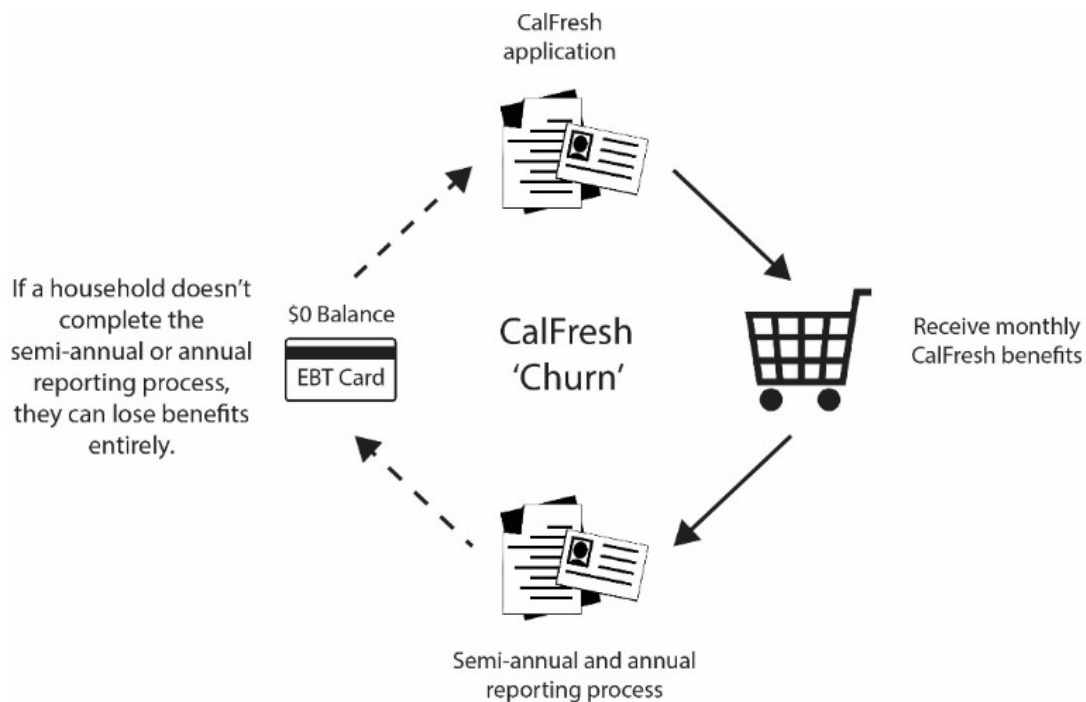 CalFresh
application
If a household doesn't
complete the
semi-annual or annual
reporting process,
they can lose benefits
entirely.
$0 Balance
EBT Card
CalFresh
'Churn'
Receive monthly
CalFresh benefits
Semi-annual and annual
reporting process